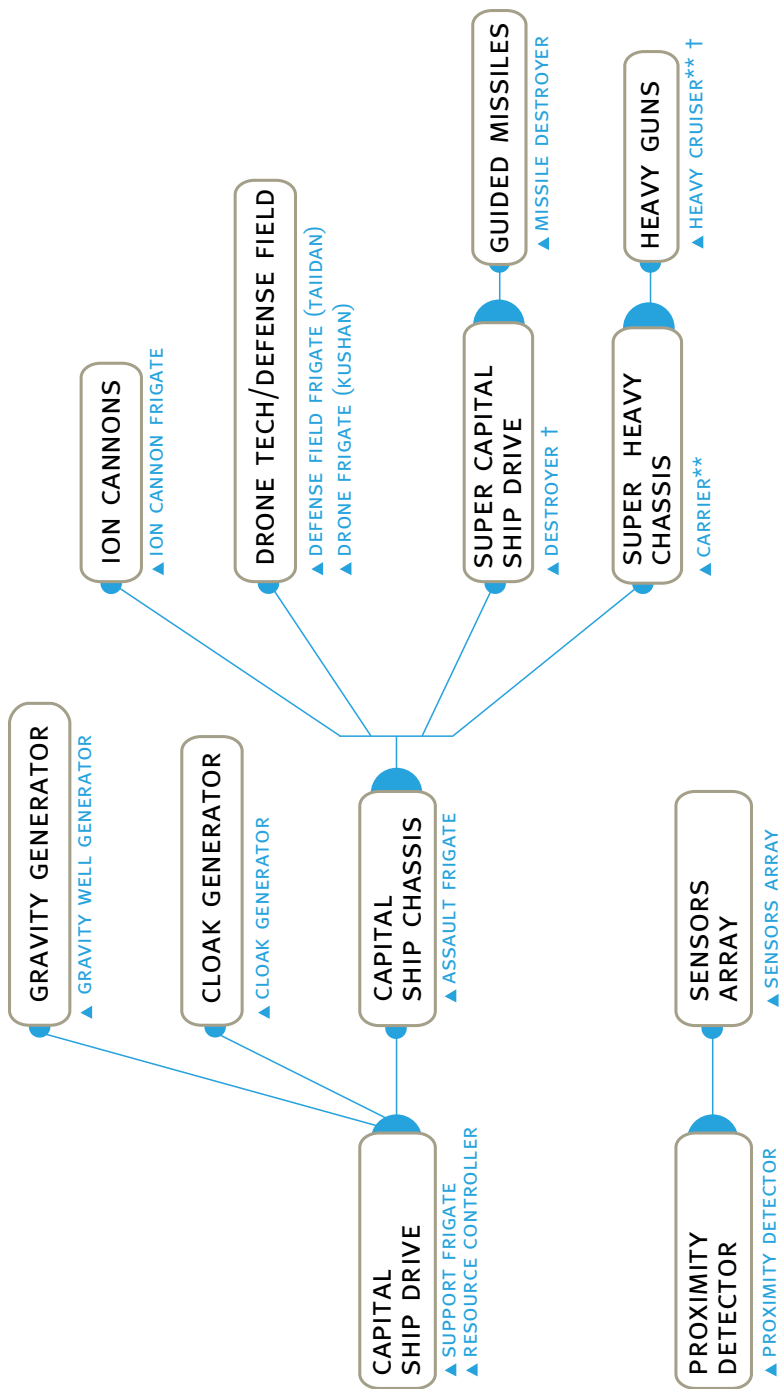 GRAVITY GENERATOR
▲ GRAVITY WELL GENERATOR
CLOAK GENERATOR
▲ CLOAK GENERATOR
CAPITAL
SHIP DRIVE
▲ SUPPORT FRIGATE
▲ RESOURCE CONTROLLER
CAPITAL
SHIP CHASSIS
▲ ASSAULT FRIGATE
ION CANNONS
▲ ION CANNON FRIGATE
DRONE TECH/DEFENSE FIELD
▲ DEFENSE FIELD FRIGATE (TAIIDAN)
▲ DRONE FRIGATE (KUSHAN)
SUPER CAPITAL
SHIP DRIVE
▲ DESTROYER †
GUIDED MISSILES
▲ MISSILE DESTROYER
SUPER HEAVY
CHASSIS
▲ CARRIER**
HEAVY GUNS
▲ HEAVY CRUISER** †
PROXIMITY
DETECTOR
▲ PROXIMITY DETECTOR
SENSORS
ARRAY
▲ SENSORS ARRAY